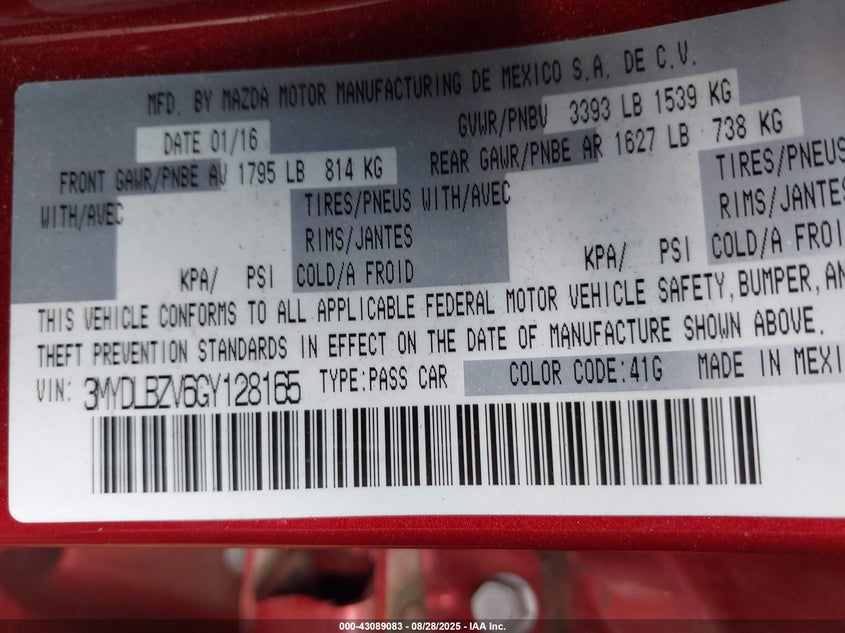 MFD. BY MAZDA MOTOR MANUFACTURING DE MEXICO S.A. DE C.V.
DATE 01/16 GVWR/PNBV 3393 LB 1539 KG
FRONT GAWR/PNBE AV 1795 LB 814 KG REAR GAWR/PNBE AR 1627 LB 738 KG
WITH/AVEC TIRES/PNEUS WITH/AVEC TIRES/PNEUS
RIMS/JANTES RIMS/JANTES
KPA/ PSI COLD/A FROID KPA/ PSI COLD/A FROI
THIS VEHICLE CONFORMS TO ALL APPLICABLE FEDERAL MOTOR VEHICLE SAFETY, BUMPER, AN
THEFT PREVENTION STANDARDS IN EFFECT ON THE DATE OF MANUFACTURE SHOWN ABOVE.
VIN: 3MYDLBZV6GY128165 TYPE:PASS CAR COLOR CODE:41G MADE IN MEXI
000-43089083 - 08/28/2025 - IAA Inc.